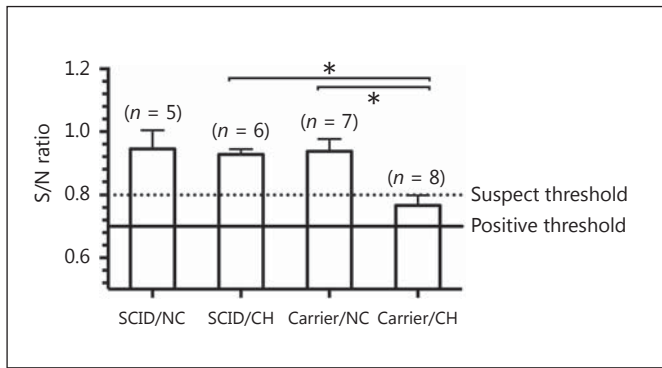 1.2
1.0
0.8
0.6
S/N ratio
*
*
(n = 5)
(n = 6)
(n = 7)
(n = 8)
Suspect threshold
Positive threshold
SCID/NC
SCID/CH
Carrier/NC
Carrier/CH